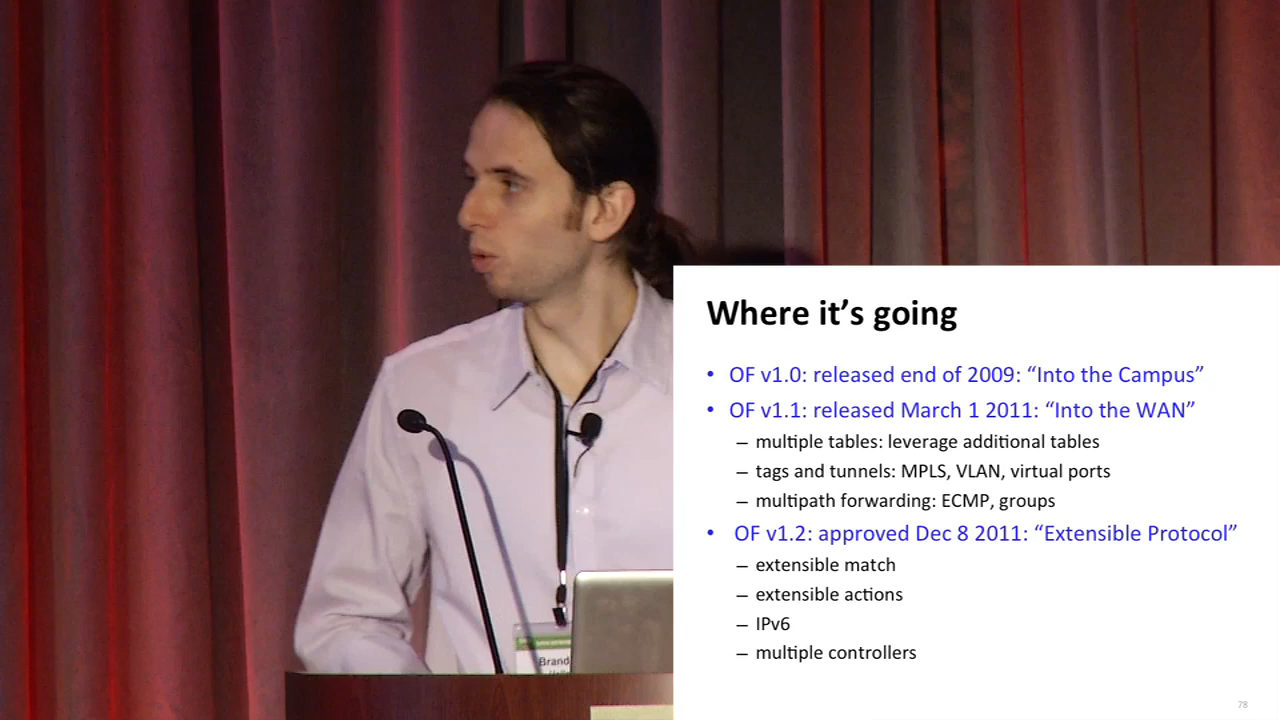 Where it's going
• OF v1.0: released end of 2009: “Into the Campus”
• OF v1.1: released March 1 2011: “Into the WAN”
– multiple tables: leverage additional tables
– tags and tunnels: MPLS, VLAN, virtual ports
– multipath forwarding: ECMP, groups
• OF v1.2: approved Dec 8 2011: “Extensible Protocol”
– extensible match
– extensible actions
– IPv6
– multiple controllers
Brand
78